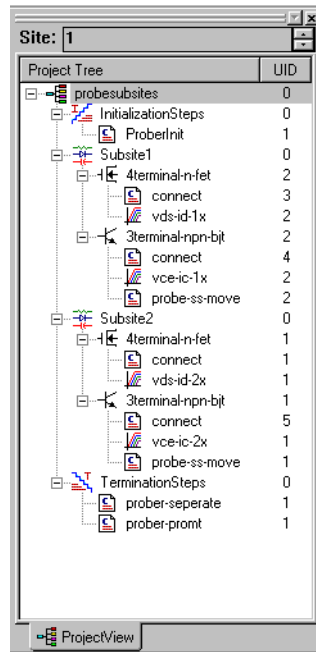 Site: 1
Project Tree UID
probesubsites 0
InitializationSteps 0
ProberInit 1
Subsite1 0
4terminal-n-fet 2
connect 3
vds-id-1x 2
3terminal-npn-bjt 2
connect 4
vce-ic-1x 2
probe-ss-move 2
Subsite2 0
4terminal-n-fet 1
connect 1
vds-id-2x 1
3terminal-npn-bjt 1
connect 5
vce-ic-2x 1
probe-ss-move 1
TerminationSteps 0
prober-seperate 1
prober-promt 1
ProjectView